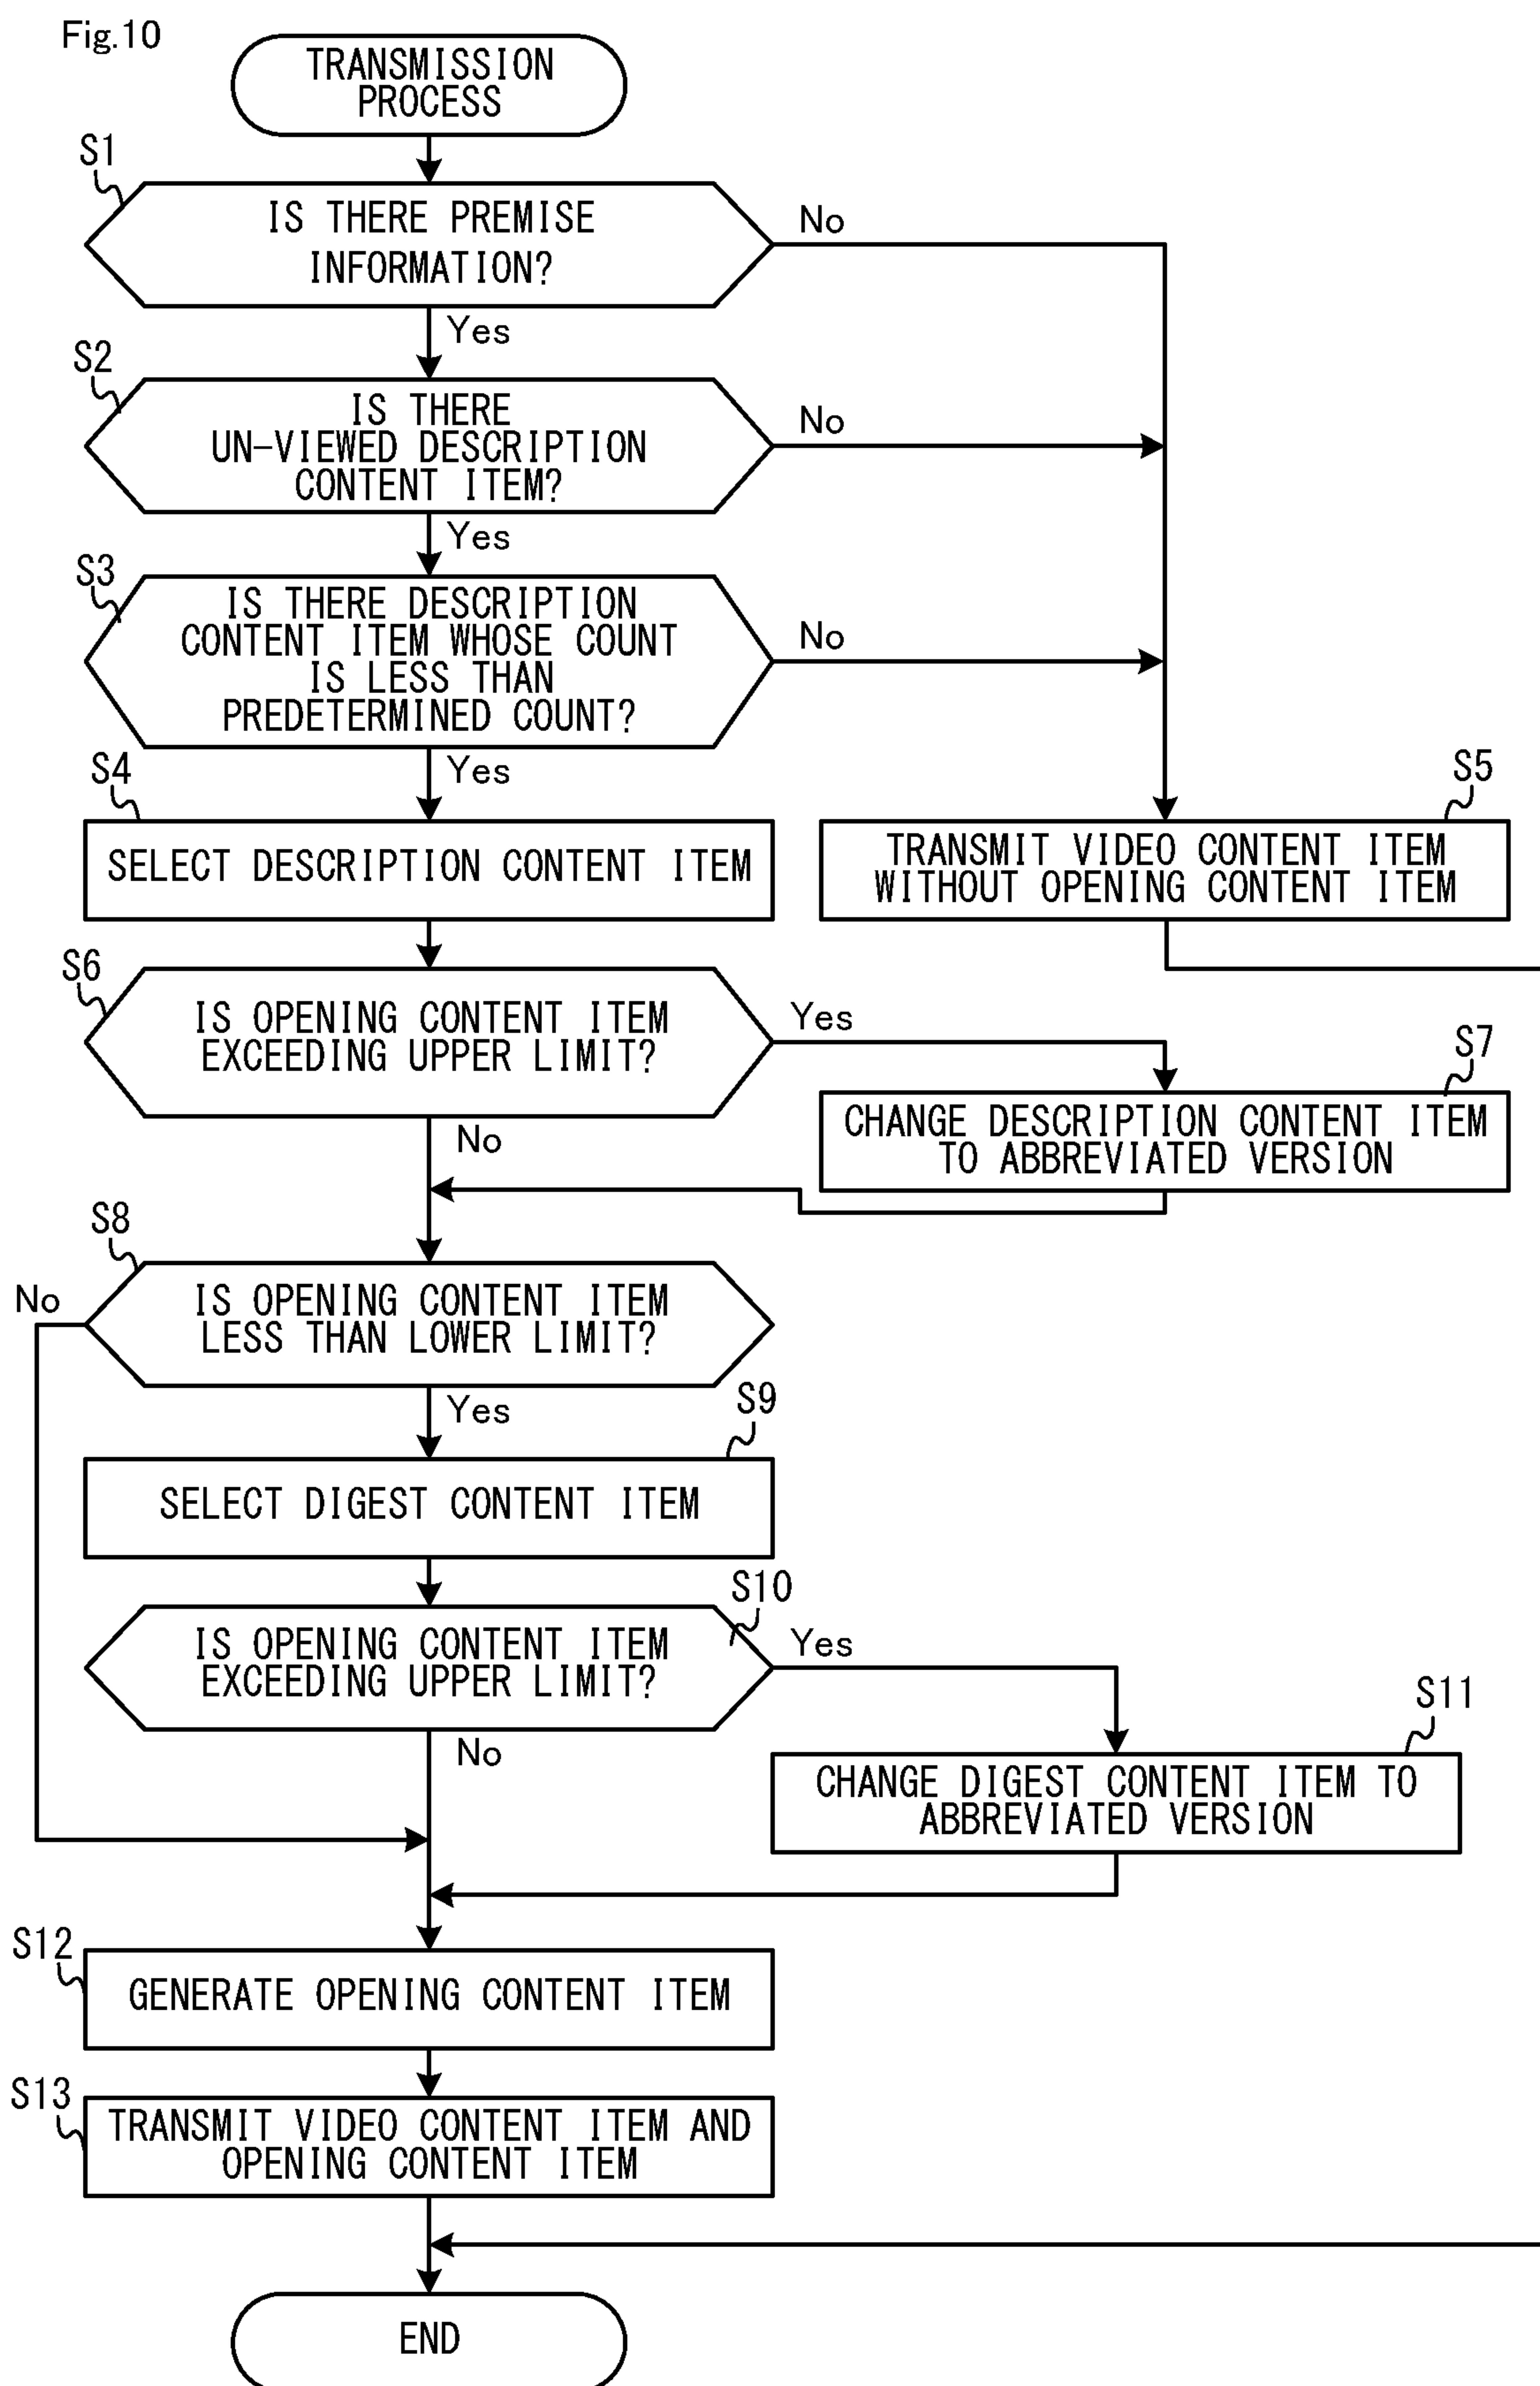 Fig.10
TRANSMISSION
PROCESS
S1
IS THERE PREMISE
INFORMATION?
No
Yes
S2
IS THERE
UN-VIEWED DESCRIPTION
CONTENT ITEM?
No
Yes
S3
IS THERE DESCRIPTION
CONTENT ITEM WHOSE COUNT
IS LESS THAN
PREDETERMINED COUNT?
No
Yes
S4
SELECT DESCRIPTION CONTENT ITEM
S5
TRANSMIT VIDEO CONTENT ITEM
WITHOUT OPENING CONTENT ITEM
S6
IS OPENING CONTENT ITEM
EXCEEDING UPPER LIMIT?
Yes
No
S7
CHANGE DESCRIPTION CONTENT ITEM
TO ABBREVIATED VERSION
S8
IS OPENING CONTENT ITEM
LESS THAN LOWER LIMIT?
No
Yes
S9
SELECT DIGEST CONTENT ITEM
S10
IS OPENING CONTENT ITEM
EXCEEDING UPPER LIMIT?
Yes
No
S11
CHANGE DIGEST CONTENT ITEM TO
ABBREVIATED VERSION
S12
GENERATE OPENING CONTENT ITEM
S13
TRANSMIT VIDEO CONTENT ITEM AND
OPENING CONTENT ITEM
END